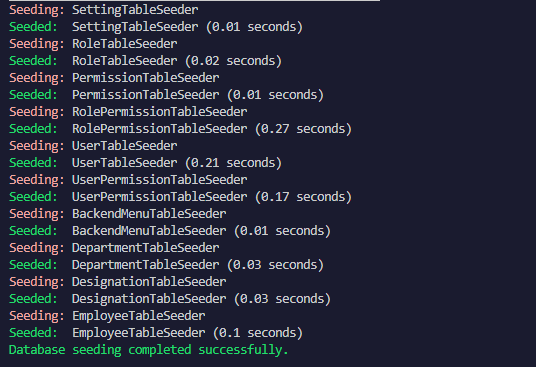 Seeding: SettingTableSeeder
Seeded:  SettingTableSeeder (0.01 seconds)
Seeding: RoleTableSeeder
Seeded:  RoleTableSeeder (0.02 seconds)
Seeding: PermissionTableSeeder
Seeded:  PermissionTableSeeder (0.01 seconds)
Seeding: RolePermissionTableSeeder
Seeded:  RolePermissionTableSeeder (0.27 seconds)
Seeding: UserTableSeeder
Seeded:  UserTableSeeder (0.21 seconds)
Seeding: UserPermissionTableSeeder
Seeded:  UserPermissionTableSeeder (0.17 seconds)
Seeding: BackendMenuTableSeeder
Seeded:  BackendMenuTableSeeder (0.01 seconds)
Seeding: DepartmentTableSeeder
Seeded:  DepartmentTableSeeder (0.03 seconds)
Seeding: DesignationTableSeeder
Seeded:  DesignationTableSeeder (0.03 seconds)
Seeding: EmployeeTableSeeder
Seeded:  EmployeeTableSeeder (0.1 seconds)
Database seeding completed successfully.